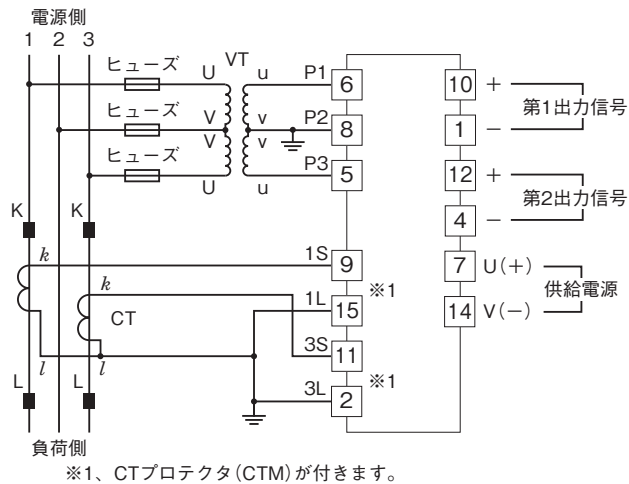 電源側
1 2 3
ヒューズ VT
U u P1 6 10 +
第1出力信号
ヒューズ V v P2 8 1 −
ヒューズ V v 12 +
U u P3 5 第2出力信号
4 −
K K
k 1S 9 7 U(+)
供給電源
k 1L 15 ※1 14 V(−)
CT
l l 3S 11
L L 3L 2 ※1
負荷側
※1、CTプロテクタ(CTM)が付きます。